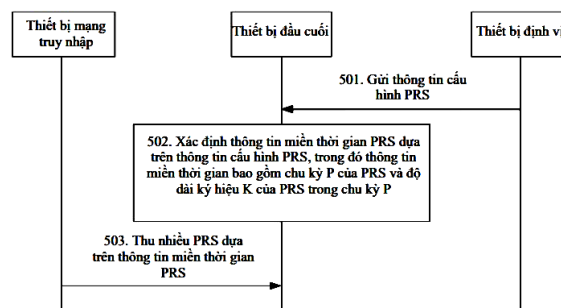 Thiết bị mạng
truy nhập
Thiết bị đầu cuối
Thiết bị định vị
501. Gửi thông tin cấu
hình PRS
502. Xác định thông tin miền thời gian PRS dựa
trên thông tin cấu hình PRS, trong đó thông tin
miền thời gian bao gồm chu kỳ P của PRS và độ
dài ký hiệu K của PRS trong chu kỳ P
503. Thu nhiều PRS dựa
trên thông tin miền thời gian
PRS